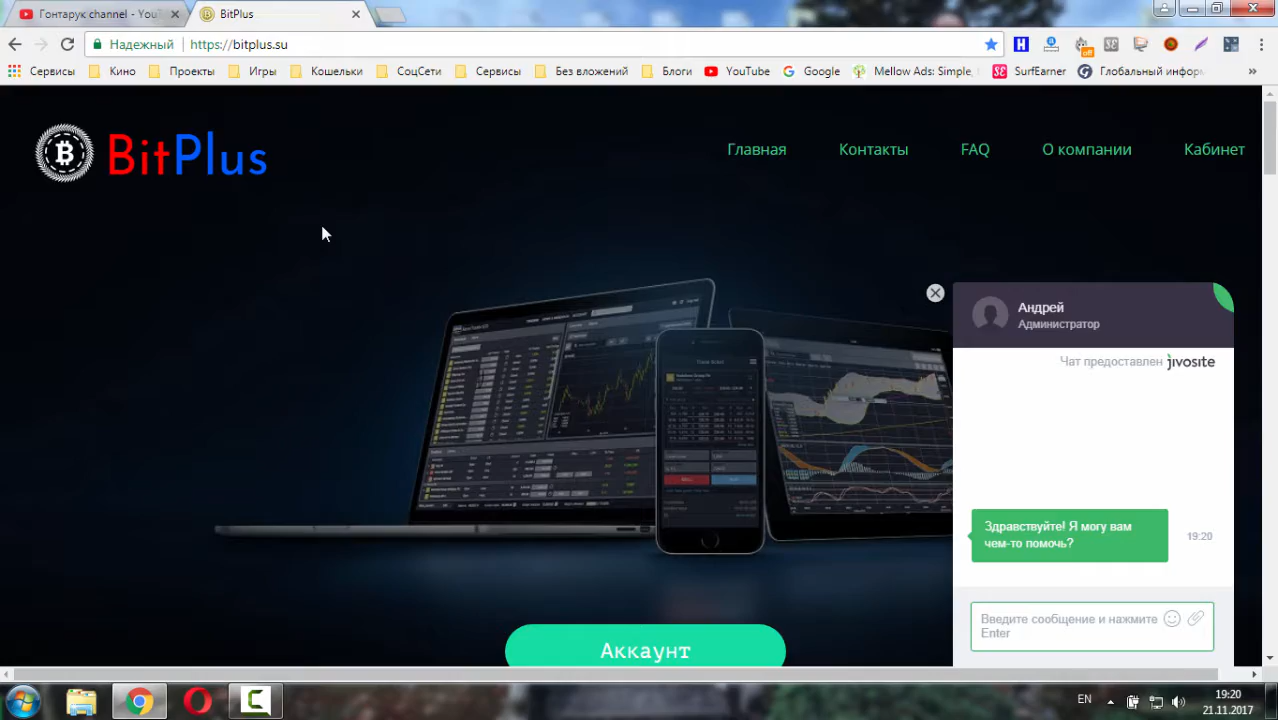 Гонтарук channel - YouT
BitPlus
Надежный
https://bitplus.su
Сервисы
Кино
Проекты
Игры
Кошельки
СоцСети
Сервисы
Без вложений
Блоги
YouTube
Google
Mellow Ads: Simple,
SurfEarner
Глобальный инфор
BitPlus
Главная
Контакты
FAQ
О компании
Кабинет
Андрей
Администратор
Чат предоставлен jivosite
Здравствуйте! Я могу вам
чем-то помочь?
19:20
Введите сообщение и нажмите
Enter
Аккаунт
EN
19:20
21.11.2017